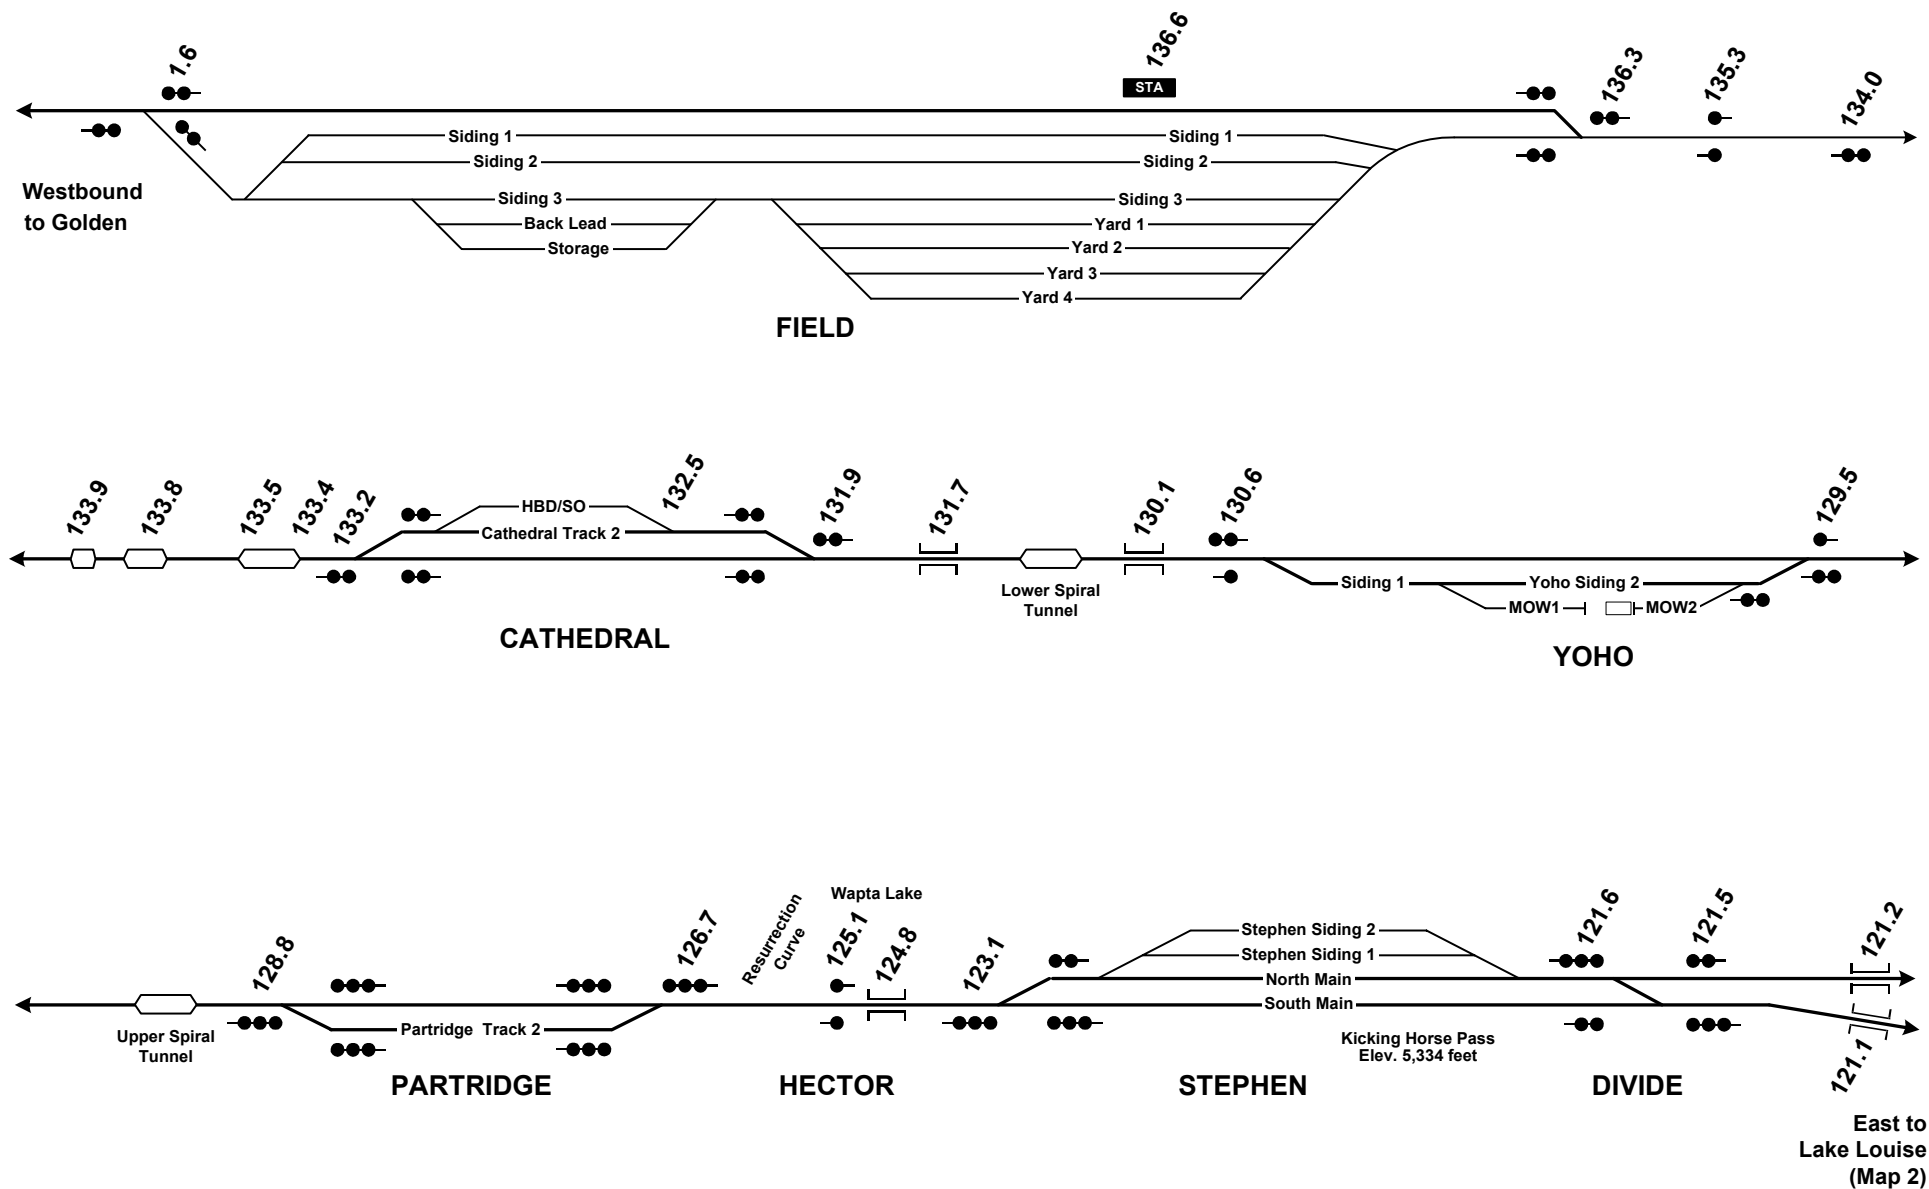 1.6
136.6
STA
136.3
135.3
134.0
Siding 1
Siding 1
Siding 2
Siding 2
Westbound
to Golden
Siding 3
Siding 3
Back Lead
Yard 1
Storage
Yard 2
Yard 3
Yard 4
FIELD
133.9
133.8
133.5
133.4
133.2
HBD/SO
132.5
131.9
131.7
130.1
130.6
129.5
Cathedral Track 2
Lower Spiral
Tunnel
Siding 1
Yoho Siding 2
MOW1
MOW2
CATHEDRAL
YOHO
128.8
126.7
Resurrection
Curve
Wapta Lake
125.1
124.8
123.1
Stephen Siding 2
Stephen Siding 1
North Main
South Main
121.6
121.5
121.2
Upper Spiral
Tunnel
Partridge Track 2
Kicking Horse Pass
Elev. 5,334 feet
121.1
PARTRIDGE
HECTOR
STEPHEN
DIVIDE
East to
Lake Louise
(Map 2)